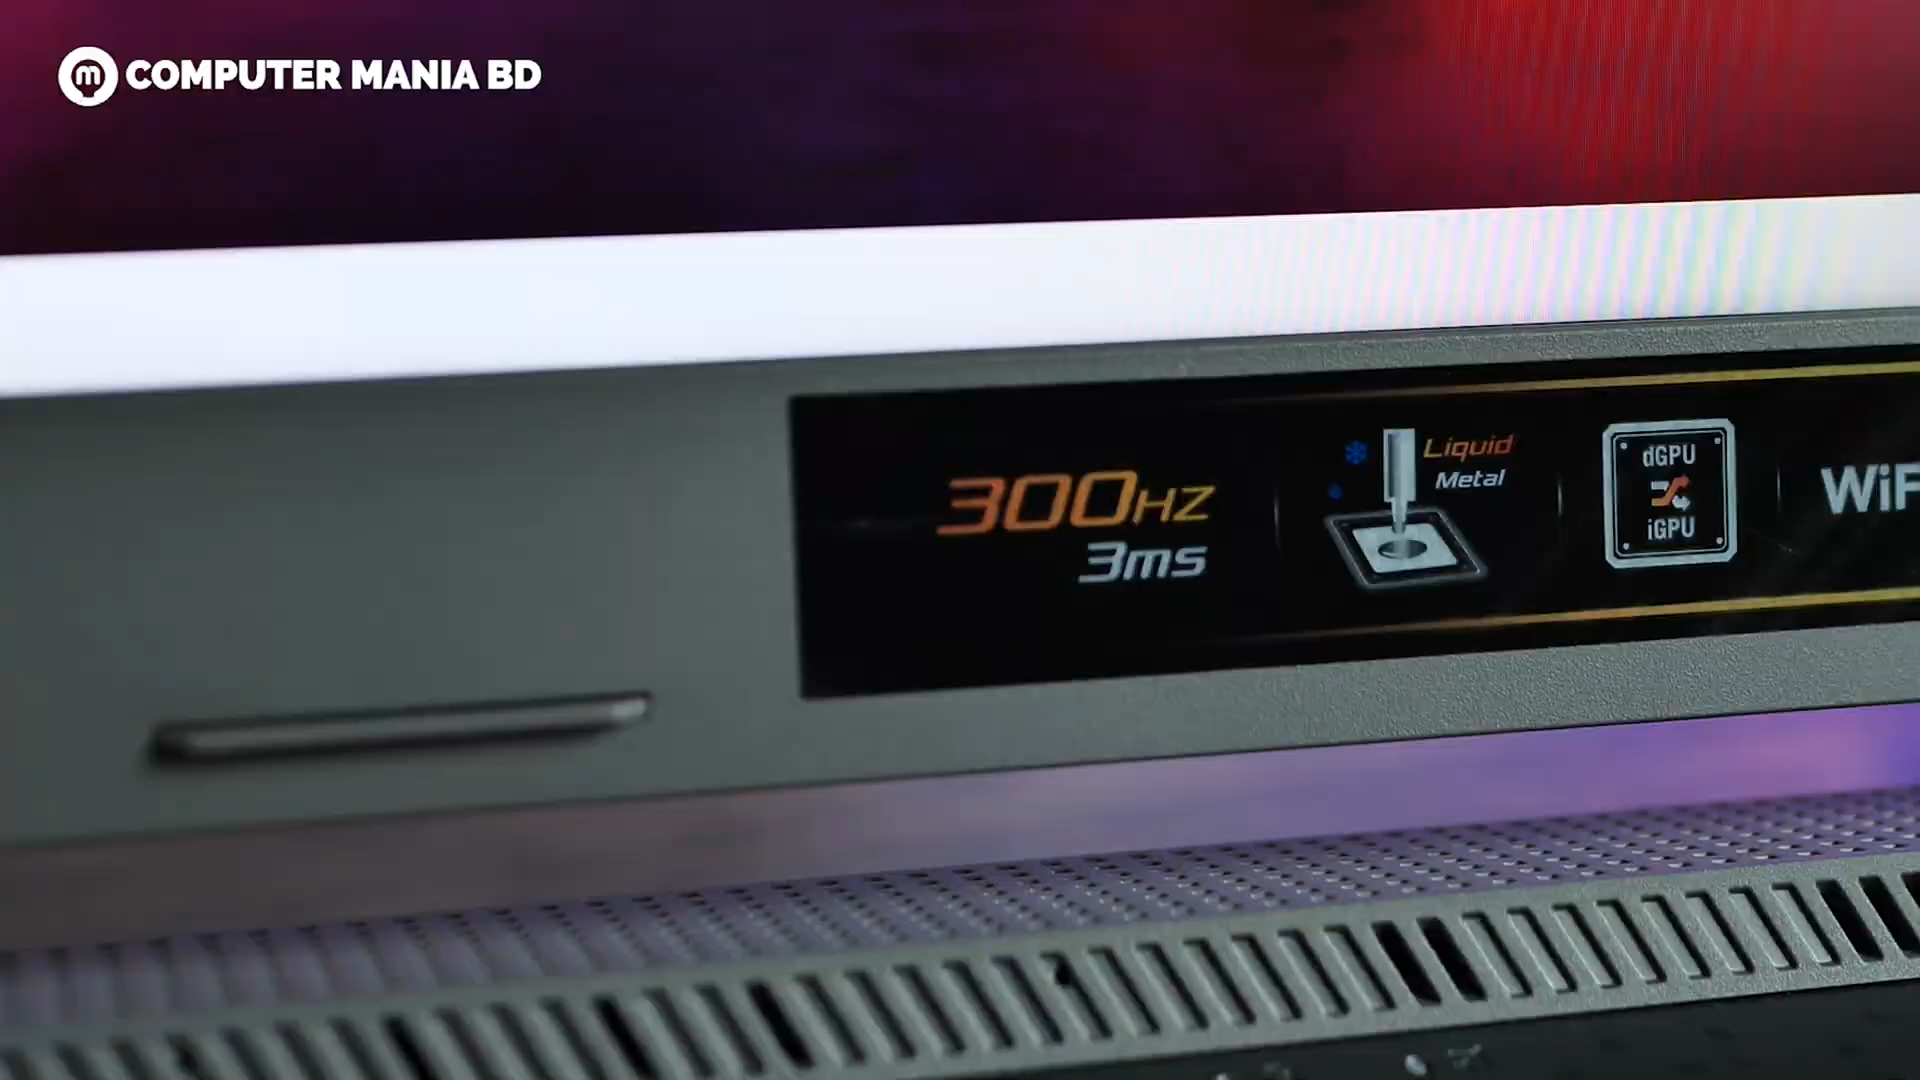 COMPUTER MANIA BD
300HZ
3ms
Liquid
Metal
dGPU
iGPU
WiF